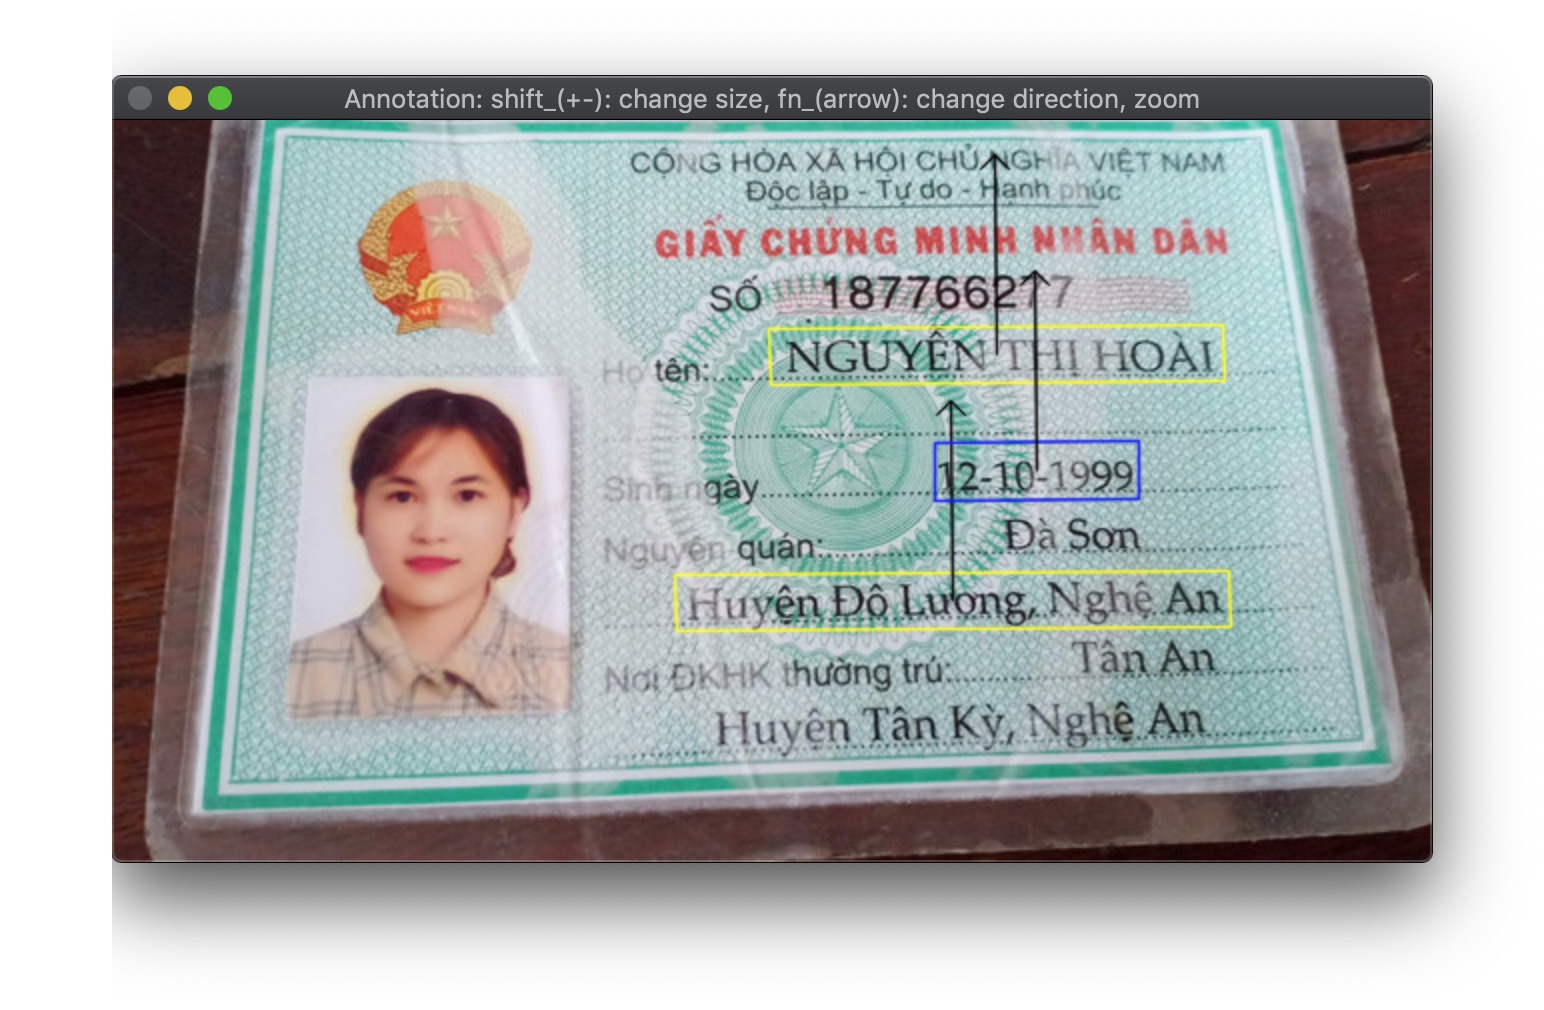 Annotation: shift_(+-): change size, fn_(arrow): change direction, zoom
CỘNG HÒA XÃ HỘI CHỦ NGHĨA VIỆT NAM
Độc lập - Tự do - Hạnh phúc
GIẤY CHỨNG MINH NHÂN DÂN
SỐ 187766277
Họ tên: NGUYỄN THỊ HOÀI
Sinh ngày 12-10-1999
Nguyên quán: Đà Sơn
Huyện Đô Lương, Nghệ An
Nơi ĐKHK thường trú: Tân An
Huyện Tân Kỳ, Nghệ An
VIỆT NAM